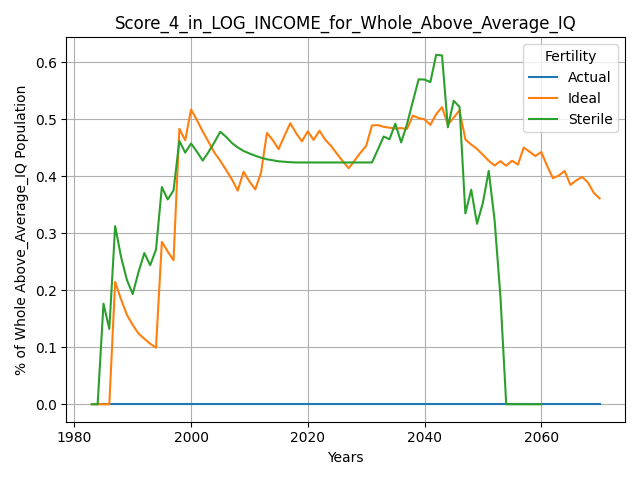 Score_4_in_LOG_INCOME_for_Whole_Above_Average_IQ
% of Whole Above_Average_IQ Population
0.6
0.5
0.4
0.3
0.2
0.1
0.0
Fertility
Actual
Ideal
Sterile
1980 2000 2020 2040 2060
Years